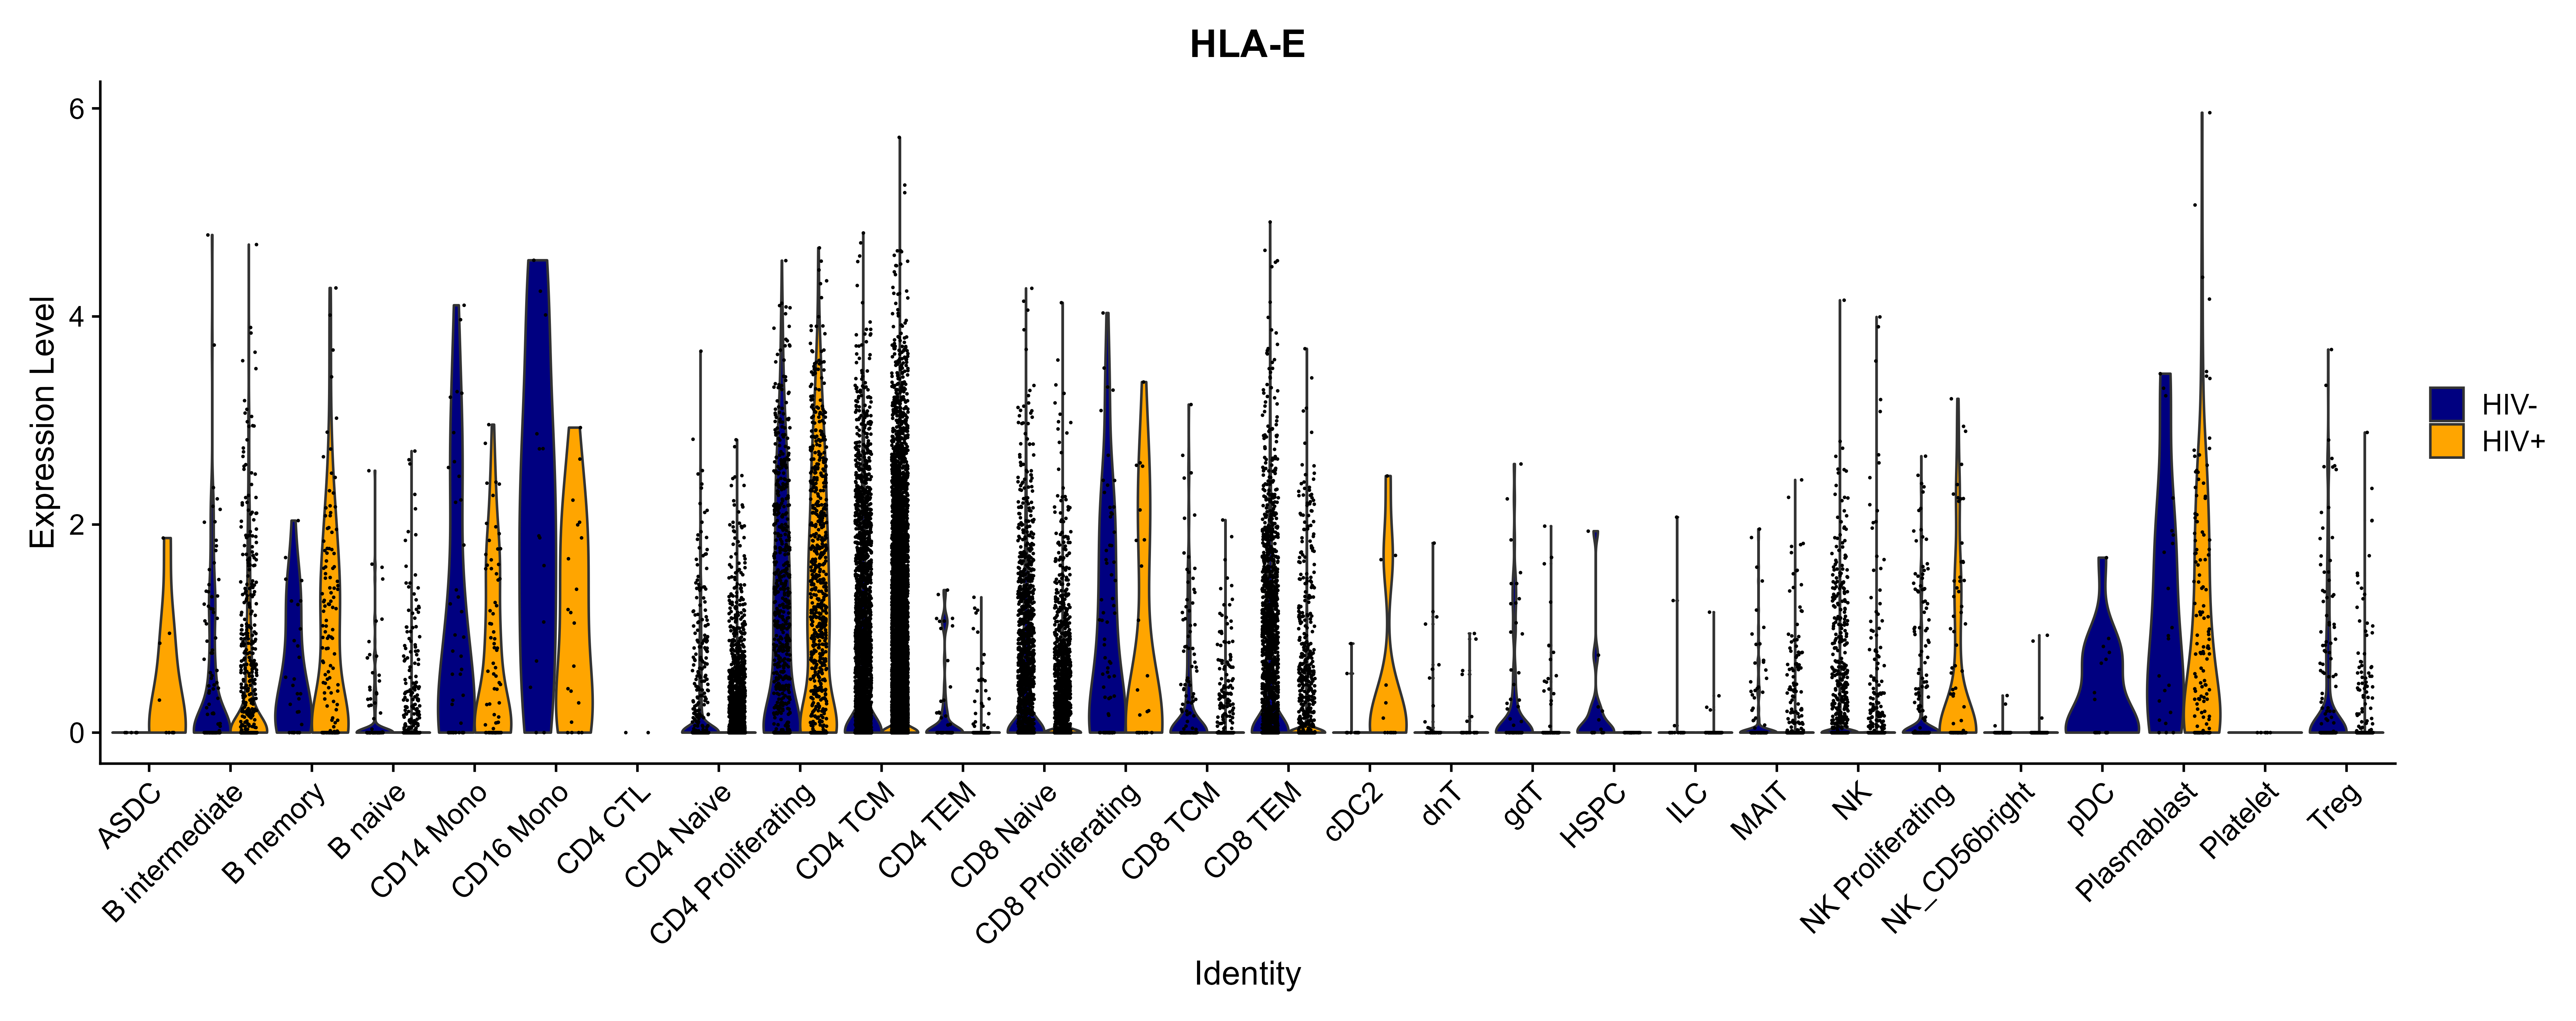 HLA-E
Expression Level
6
4
2
0
ASDC
B intermediate
B memory
B naive
CD14 Mono
CD16 Mono
CD4 CTL
CD4 Naive
CD4 Proliferating
CD4 TCM
CD4 TEM
CD8 Naive
CD8 Proliferating
CD8 TCM
CD8 TEM
cDC2
dnT
gdT
HSPC
ILC
MAIT
NK
NK Proliferating
NK_CD56bright
pDC
Plasmablast
Platelet
Treg
Identity
HIV-
HIV+